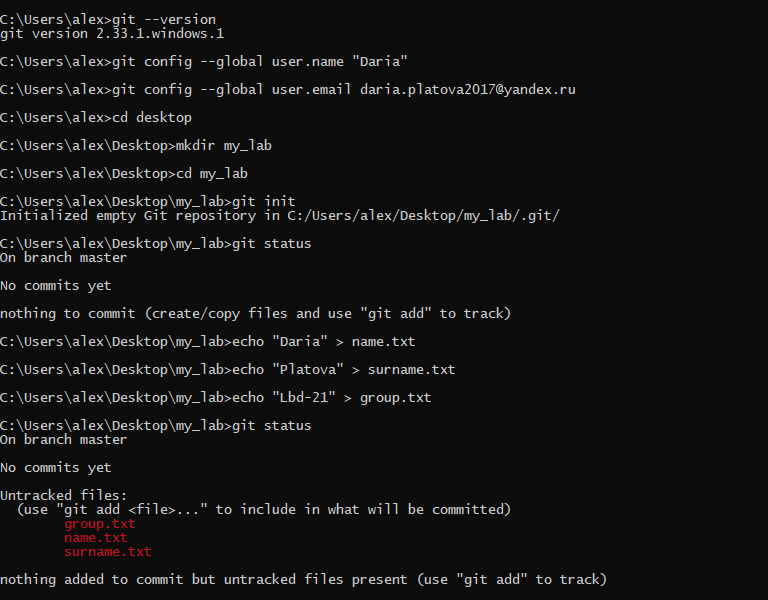 C:\Users\alex>git --version
git version 2.33.1.windows.1
C:\Users\alex>git config --global user.name "Daria"
C:\Users\alex>git config --global user.email daria.platova2017@yandex.ru
C:\Users\alex>cd desktop
C:\Users\alex\Desktop>mkdir my_lab
C:\Users\alex\Desktop>cd my_lab
C:\Users\alex\Desktop\my_lab>git init
Initialized empty Git repository in C:/Users/alex/Desktop/my_lab/.git/
C:\Users\alex\Desktop\my_lab>git status
On branch master
No commits yet
nothing to commit (create/copy files and use "git add" to track)
C:\Users\alex\Desktop\my_lab>echo "Daria" > name.txt
C:\Users\alex\Desktop\my_lab>echo "Platova" > surname.txt
C:\Users\alex\Desktop\my_lab>echo "Lbd-21" > group.txt
C:\Users\alex\Desktop\my_lab>git status
On branch master
No commits yet
Untracked files:
  (use "git add <file>..." to include in what will be committed)
        group.txt
        name.txt
        surname.txt
nothing added to commit but untracked files present (use "git add" to track)